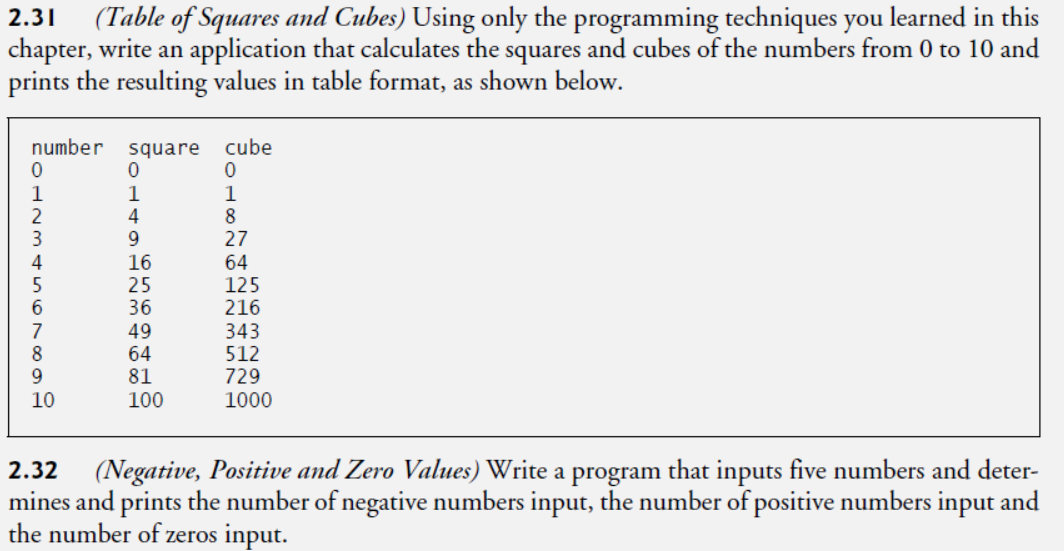 2.31 (Table of Squares and Cubes) Using only the programming techniques you learned in this
chapter, write an application that calculates the squares and cubes of the numbers from 0 to 10 and
prints the resulting values in table format, as shown below.
number square cube
0 0 0
1 1 1
2 4 8
3 9 27
4 16 64
5 25 125
6 36 216
7 49 343
8 64 512
9 81 729
10 100 1000
2.32 (Negative, Positive and Zero Values) Write a program that inputs five numbers and deter-
mines and prints the number of negative numbers input, the number of positive numbers input and
the number of zeros input.